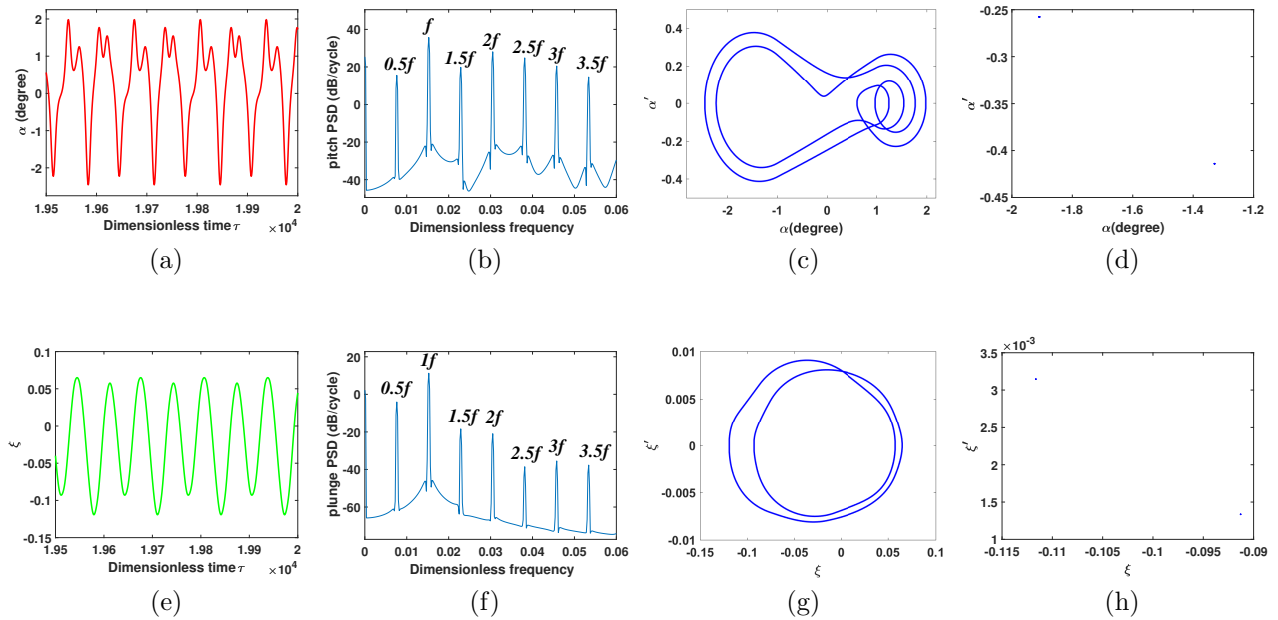 2
1
0
-1
-2
α (degree)
1.95 1.96 1.97 1.98 1.99 2
Dimensionless time τ ×10⁴
(a)
40
20
0
-20
-40
pitch PSD (dB/cycle)
0.5f f 1.5f 2f 2.5f 3f 3.5f
0 0.01 0.02 0.03 0.04 0.05 0.06
Dimensionless frequency
(b)
0.4
0.2
0
-0.2
-0.4
α′
-2 -1 0 1 2
α(degree)
(c)
-0.25
-0.3
-0.35
-0.4
-0.45
α′
-2 -1.8 -1.6 -1.4 -1.2
α(degree)
(d)
0.1
0.05
0
-0.05
-0.1
-0.15
ξ
1.95 1.96 1.97 1.98 1.99 2
Dimensionless time τ ×10⁴
(e)
20
0
-20
-40
-60
plunge PSD (dB/cycle)
0.5f 1f 1.5f 2f 2.5f 3f 3.5f
0 0.01 0.02 0.03 0.04 0.05 0.06
Dimensionless frequency
(f)
0.01
0.005
0
-0.005
-0.01
ξ′
-0.15 -0.1 -0.05 0 0.05 0.1
ξ
(g)
×10⁻³
3.5
3
2.5
2
1.5
1
ξ′
-0.115 -0.11 -0.105 -0.1 -0.095 -0.09
ξ
(h)